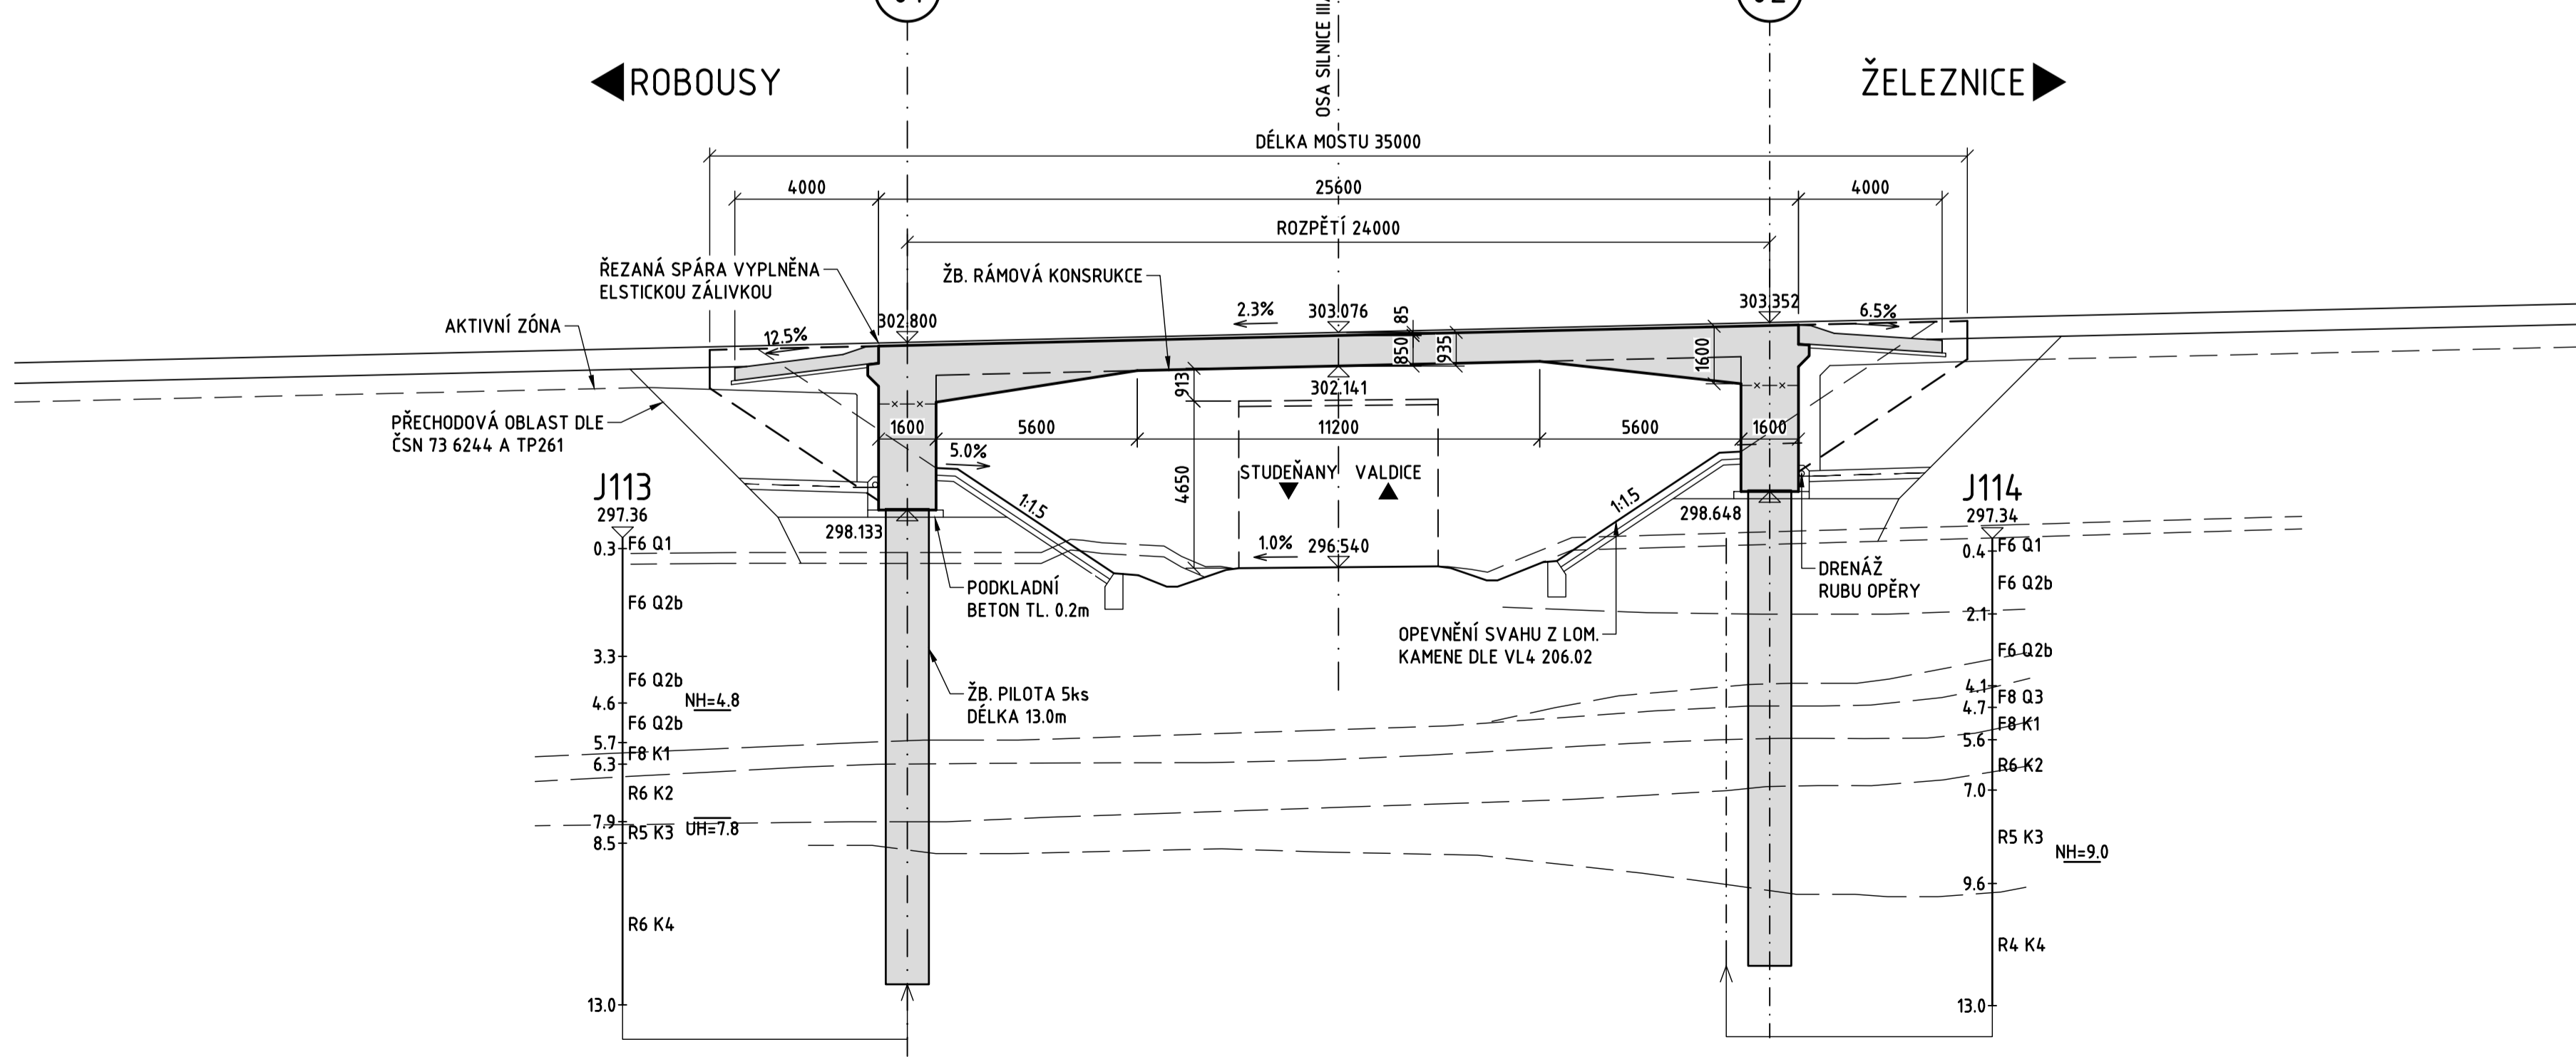 OSA SILNICE III
ROBOUSY
ŽELEZNICE
DÉLKA MOSTU 35000
4000
25600
4000
ROZPĚTÍ 24000
ŘEZANÁ SPÁRA VYPLNĚNA
ELSTICKOU ZÁLIVKOU
ŽB. RÁMOVÁ KONSRUKCE
AKTIVNÍ ZÓNA
302.800
2.3%
303.076
85
303.352
6.5%
12.5%
850
935
1600
913
302.141
PŘECHODOVÁ OBLAST DLE
ČSN 73 6244 A TP261
1600
5600
11200
5600
1600
5.0%
4650
STUDEŇANY VALDICE
1:1.5
1:1.5
J113
297.36
J114
297.34
298.133
298.648
1.0%
296.540
0.3
F6 Q1
F6 Q2b
3.3
F6 Q2b
4.6
NH=4.8
F6 Q2b
5.7
F8 K1
6.3
R6 K2
7.9
UH=7.8
R5 K3
8.5
R6 K4
13.0
PODKLADNÍ
BETON TL. 0.2m
ŽB. PILOTA 5ks
DÉLKA 13.0m
OPEVNĚNÍ SVAHU Z LOM.
KAMENE DLE VL4 206.02
DRENÁŽ
RUBU OPĚRY
F6 Q1
0.4
F6 Q2b
2.1
F6 Q2b
4.1
F8 Q3
4.7
F8 K1
5.6
R6 K2
7.0
R5 K3
NH=9.0
9.6
R4 K4
13.0